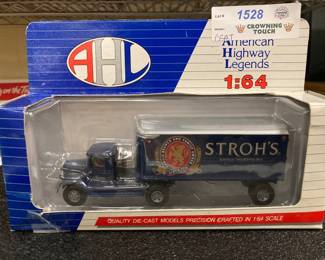 LOT #
1528
CROWNING
TOUCH
AHL
American
Highway
Legends
1:64
STROH'S
QUALITY DIE-CAST MODELS PRECISION CRAFTED IN 1/64 SCALE